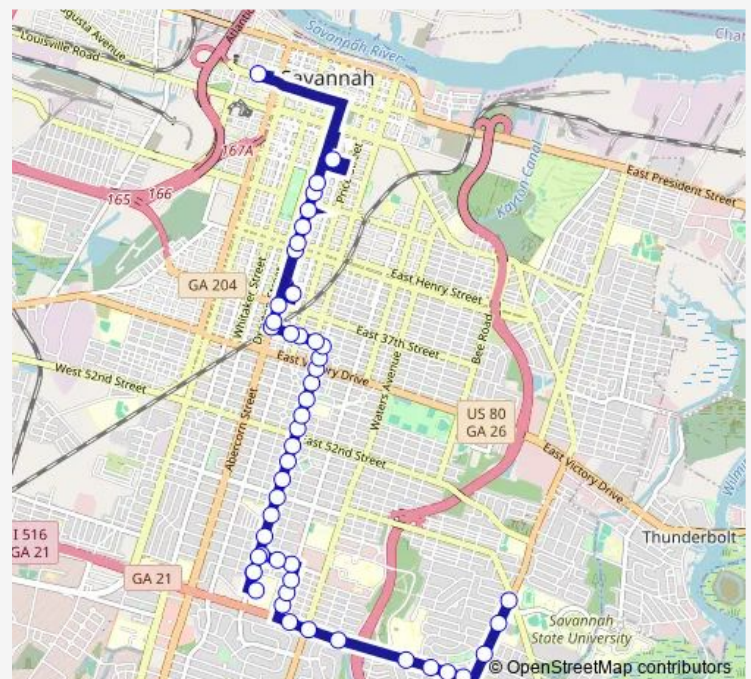 Augusta Avenue
Louisville Road
Atlantic
Savannah River
Savannah
167A
165
166
Price Street
Kayton Canal
East President Street
GA 204
Whitaker Street
East Henry Street
East 37th Street
Bee Road
East Victory Drive
West 52nd Street
Waters Avenue
Abercorn Street
US 80
GA 26
East 52nd Street
East Victory Drive
I 516
GA 21
GA 21
Thunderbolt
Savannah
State University
© OpenStreetMap contributors